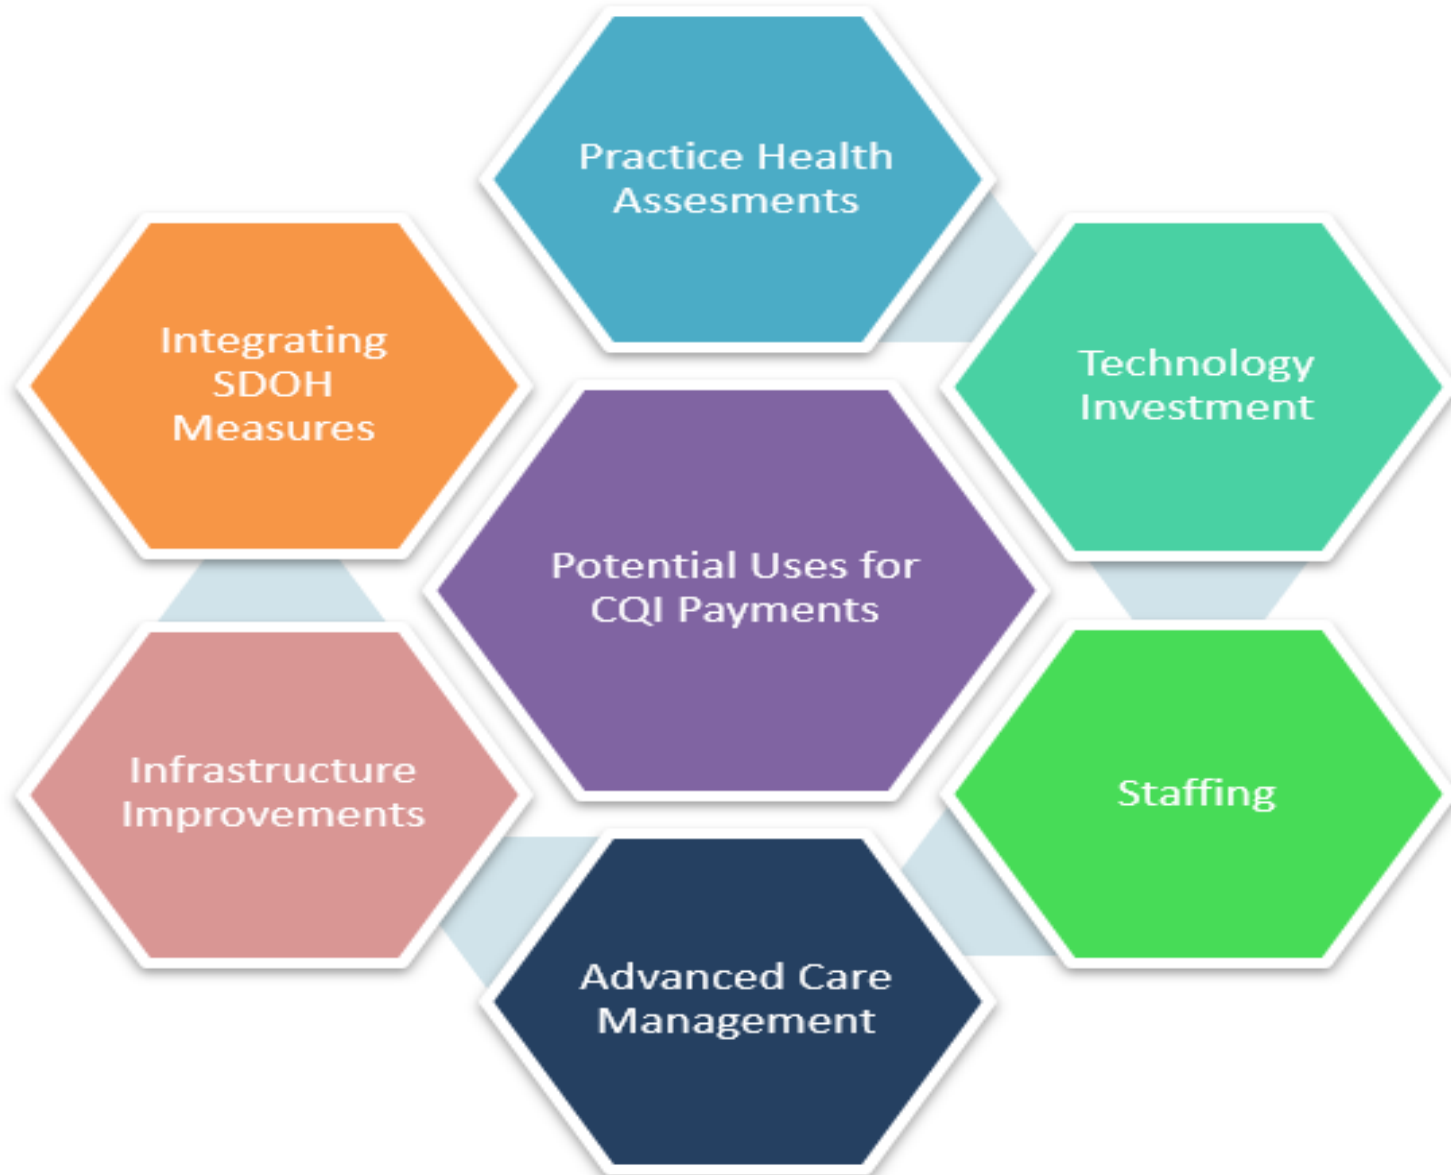 Practice Health
Assesments
Technology
Investment
Staffing
Advanced Care
Management
Infrastructure
Improvements
Integrating
SDOH
Measures
Potential Uses for
CQI Payments